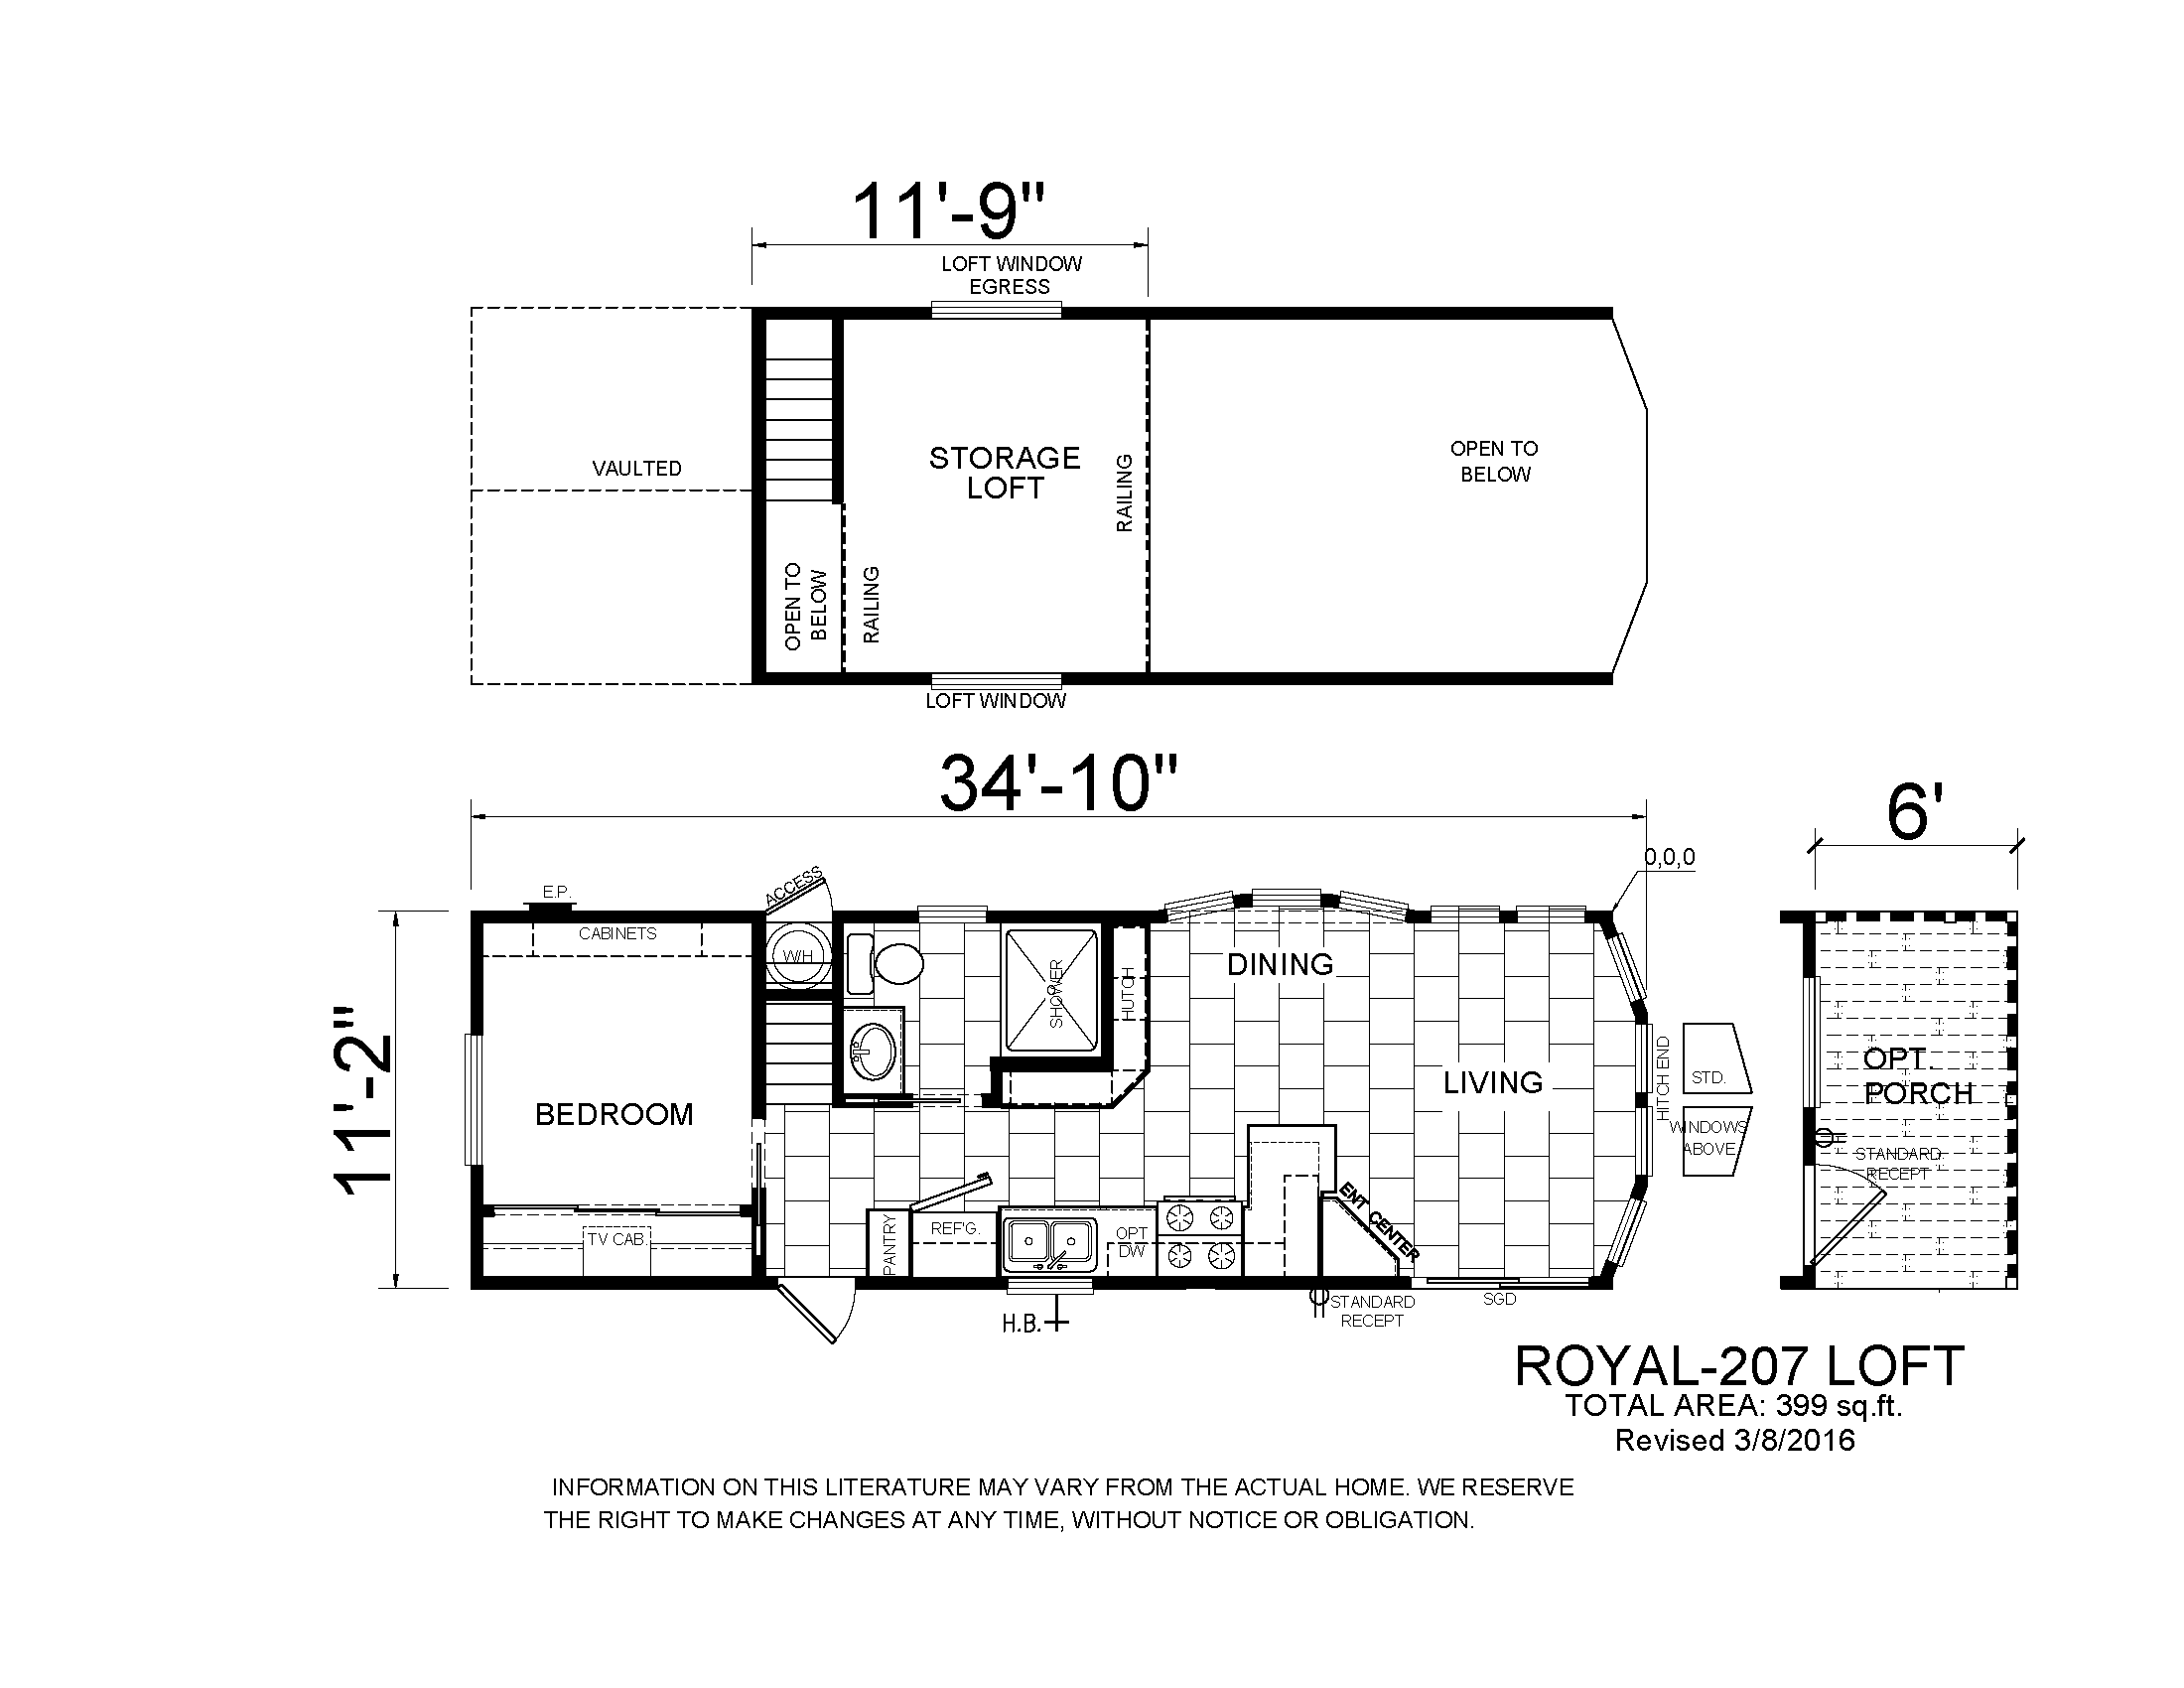 11'-9"
LOFT WINDOW
EGRESS
VAULTED
STORAGE
LOFT
RAILING
OPEN TO
BELOW
OPEN TO
BELOW
RAILING
LOFT WINDOW
34'-10"
6'
0,0,0
E.P.
ACCESS
CABINETS
W/H
SHOWER
HUTCH
DINING
11'-2"
BEDROOM
LIVING
HITCH END
STD.
WINDOWS
ABOVE
OPT.
PORCH
STANDARD
RECEPT
TV CAB.
PANTRY
REF'G.
OPT
DW
ENT CENTER
H.B.
STANDARD
RECEPT
SGD
ROYAL-207 LOFT
TOTAL AREA: 399 sq.ft.
Revised 3/8/2016
INFORMATION ON THIS LITERATURE MAY VARY FROM THE ACTUAL HOME. WE RESERVE
THE RIGHT TO MAKE CHANGES AT ANY TIME, WITHOUT NOTICE OR OBLIGATION.